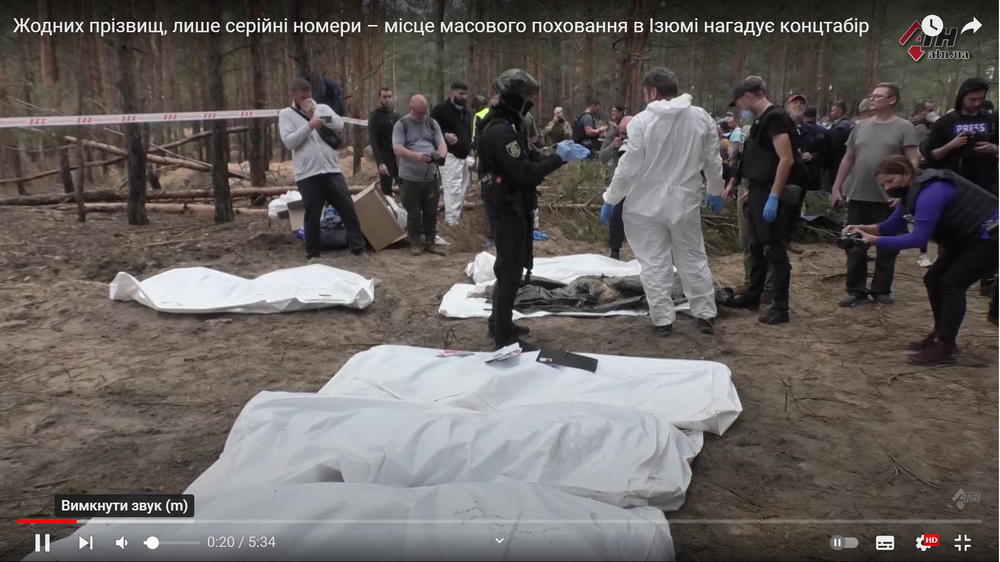 Жодних прізвищ, лише серійні номери – місце масового поховання в Ізюмі нагадує концтабір
АТН
atn.ua
PRESS
АТН
Вимкнути звук (m)
0:20 / 5:34
HD